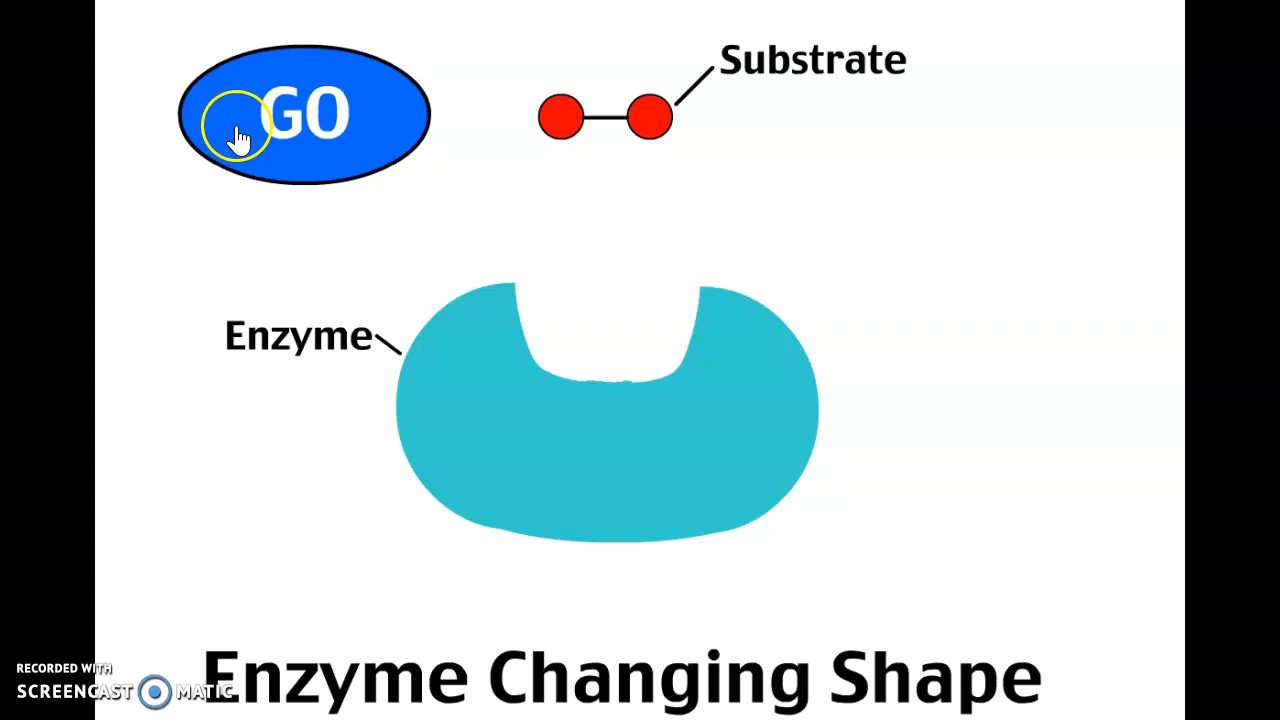 GO
Substrate
Enzyme
Enzyme Changing Shape
RECORDED WITH
SCREENCAST MATIC